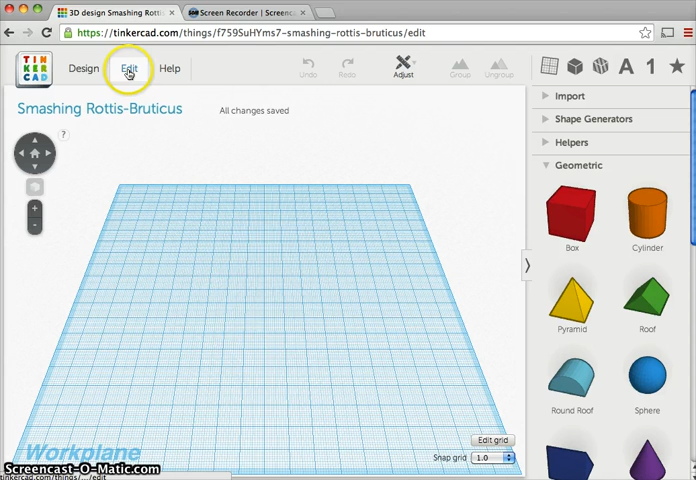 3D design Smashing Rottis
Screen Recorder | Screenca
https://tinkercad.com/things/f759SuHYms7-smashing-rottis-bruticus/edit
TIN
KER
CAD
Design
Edit
Help
Undo
Redo
Adjust
Group
Ungroup
A
1
Smashing Rottis-Bruticus
All changes saved
?
+
-
Import
Shape Generators
Helpers
Geometric
Box
Cylinder
Pyramid
Roof
Round Roof
Sphere
Edit grid
Snap grid
1.0
Workplane
Screencast-O-Matic.com
tinkercad.com/things/.../edit